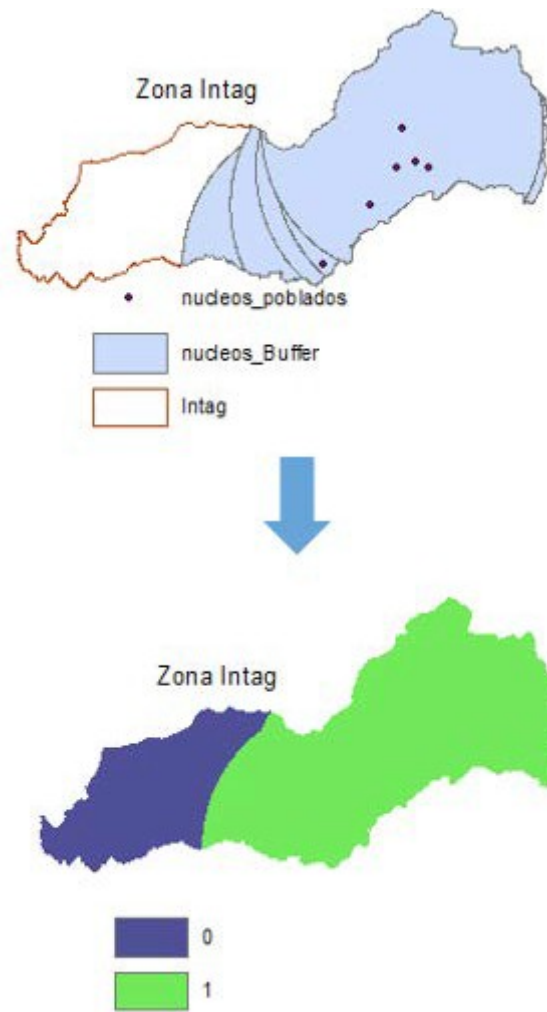 Zona Intag
nucleos_poblados
nucleos_Buffer
Intag
Zona Intag
0
1